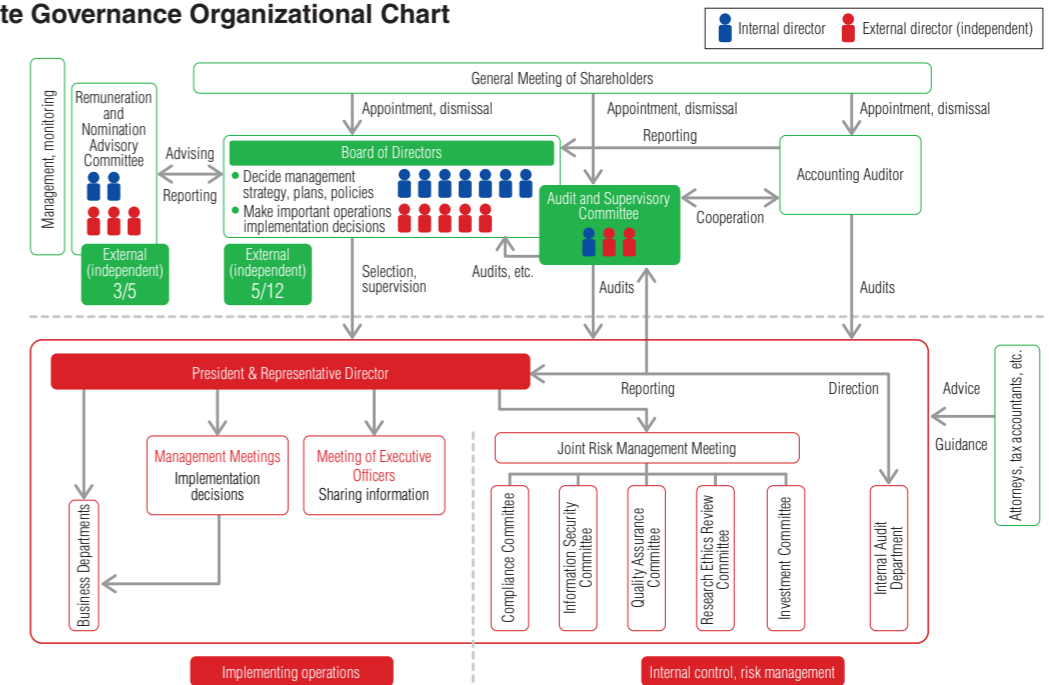 te Governance Organizational Chart
Internal director
External director (independent)
Management, monitoring
Remuneration
and
Nomination
Advisory
Committee
External
(independent)
3/5
Advising
Reporting
General Meeting of Shareholders
Appointment, dismissal
Appointment, dismissal
Appointment, dismissal
Board of Directors
• Decide management
strategy, plans, policies
• Make important operations
implementation decisions
External
(independent)
5/12
Reporting
Accounting Auditor
Audit and Supervisory
Committee
Cooperation
Selection,
supervision
Audits, etc.
Audits
Audits
President & Representative Director
Reporting
Direction
Advice
Guidance
Attorneys, tax accountants, etc.
Management Meetings
Implementation
decisions
Meeting of Executive
Officers
Sharing information
Business Departments
Joint Risk Management Meeting
Compliance Committee
Information Security
Committee
Quality Assurance
Committee
Research Ethics Review
Committee
Investment Committee
Internal Audit
Department
Implementing operations
Internal control, risk management